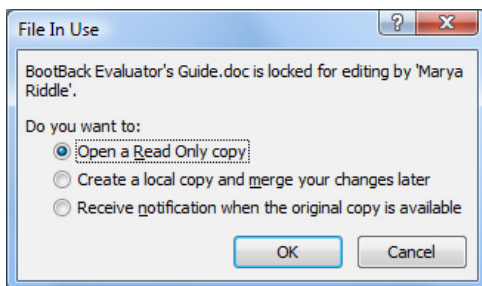 File In Use
BootBack Evaluator's Guide.doc is locked for editing by 'Marya
Riddle'.
Do you want to:
Open a Read Only copy
Create a local copy and merge your changes later
Receive notification when the original copy is available
OK
Cancel